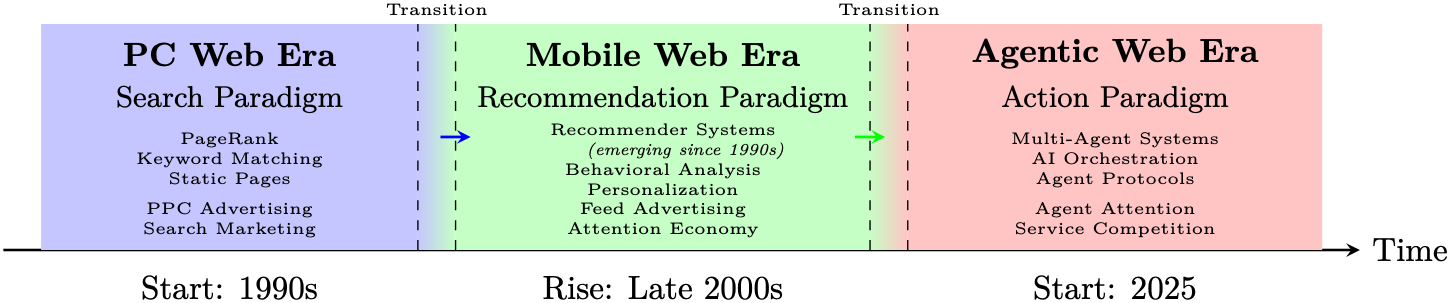 Transition
Transition
PC Web Era
Search Paradigm
PageRank
Keyword Matching
Static Pages
PPC Advertising
Search Marketing
Mobile Web Era
Recommendation Paradigm
Recommender Systems
(emerging since 1990s)
Behavioral Analysis
Personalization
Feed Advertising
Attention Economy
Agentic Web Era
Action Paradigm
Multi-Agent Systems
AI Orchestration
Agent Protocols
Agent Attention
Service Competition
Time
Start: 1990s
Rise: Late 2000s
Start: 2025